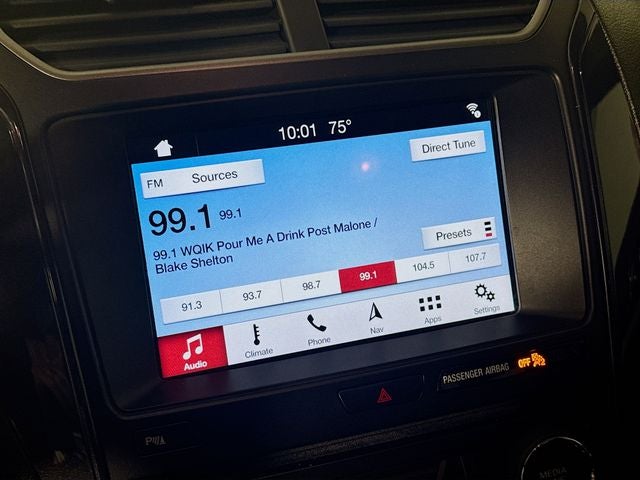 10:01 75°
FM Sources
Direct Tune
99.1 99.1
99.1 WQIK Pour Me A Drink Post Malone /
Blake Shelton
Presets
91.3 93.7 98.7 99.1 104.5 107.7
Audio Climate Phone Nav Apps Settings
PASSENGER AIRBAG OFF
MEDIA